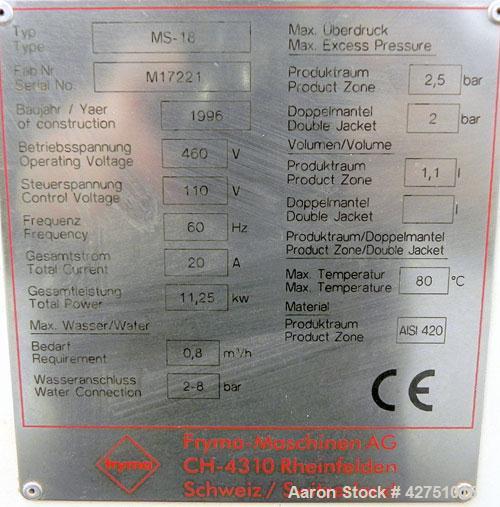 Typ
Type
MS-18
Fab Nr
Serial No.
M17221
Baujahr / Yaer
of construction
1996
Betriebsspannung
Operating Voltage
460 V
Steuerspannung
Control Voltage
110 V
Frequenz
Frequency
60 Hz
Gesamtstrom
Total Current
20 A
Gesamtleistung
Total Power
11,25 kw
Max. Wasser/Water
Bedarf
Requirement
0,8 m³/h
Wasseranschluss
Water Connection
2-8 bar
Max. Überdruck
Max. Excess Pressure
Produktraum
Product Zone
2,5 bar
Doppelmantel
Double Jacket
2 bar
Volumen/Volume
Produktraum
Product Zone
1,1 l
Doppelmantel
Double Jacket
l
Produktraum/Doppelmantel
Product Zone/Double Jacket
Max. Temperatur
Max. Temperature
80 °C
Material
Produktraum
Product Zone
AISI 420
CE
fryma
Fryma-Maschinen AG
CH-4310 Rheinfelden
Schweiz /
Aaron Stock #